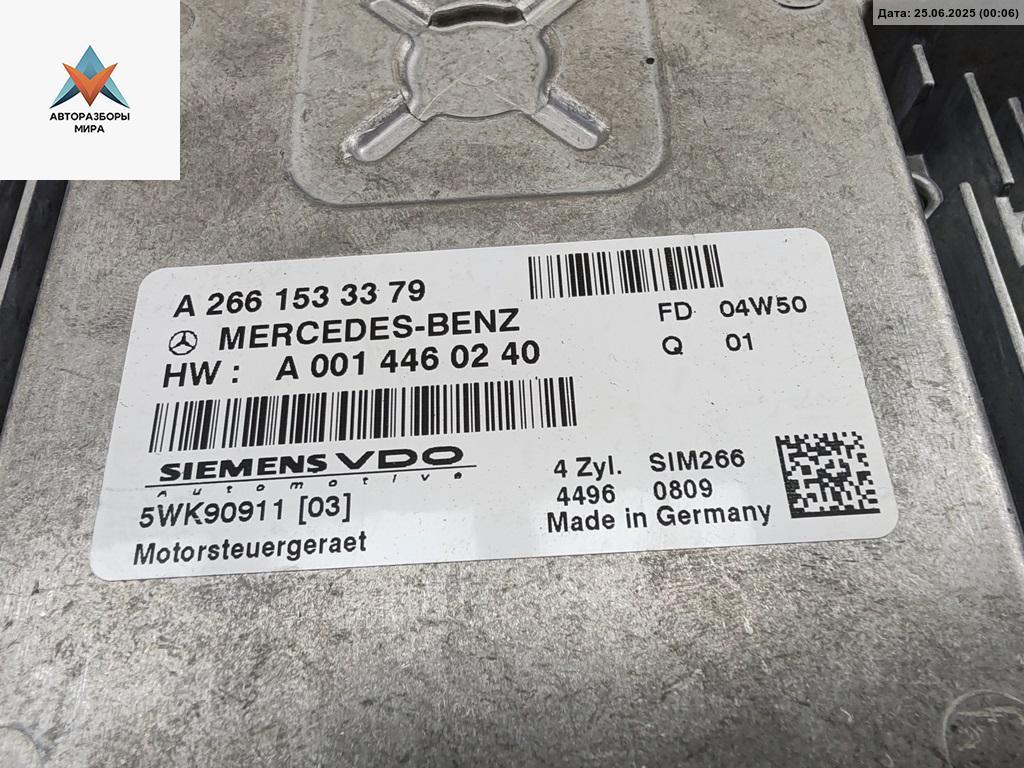 Дата: 25.06.2025 (00:06)
АВТОРАЗБОРЫ
МИРА
A 266 153 33 79
MERCEDES-BENZ
HW : A 001 446 02 40
FD 04W50
Q 01
SIEMENS VDO
Automotive
5WK90911 [03]
Motorsteuergeraet
4 Zyl. SIM266
4496 0809
Made in Germany